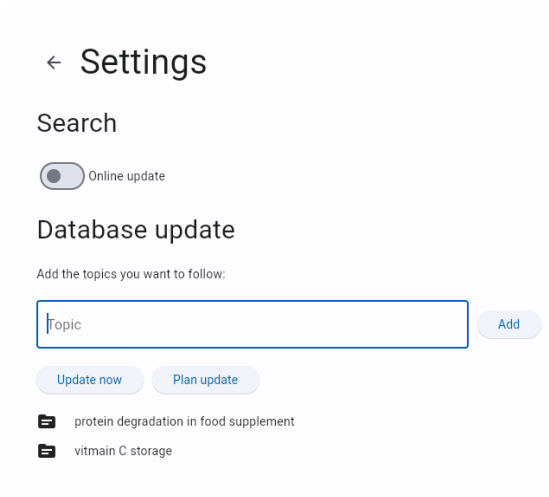 Settings
Search
Online update
Database update
Add the topics you want to follow:
Topic
Add
Update now
Plan update
protein degradation in food supplement
vitmain C storage